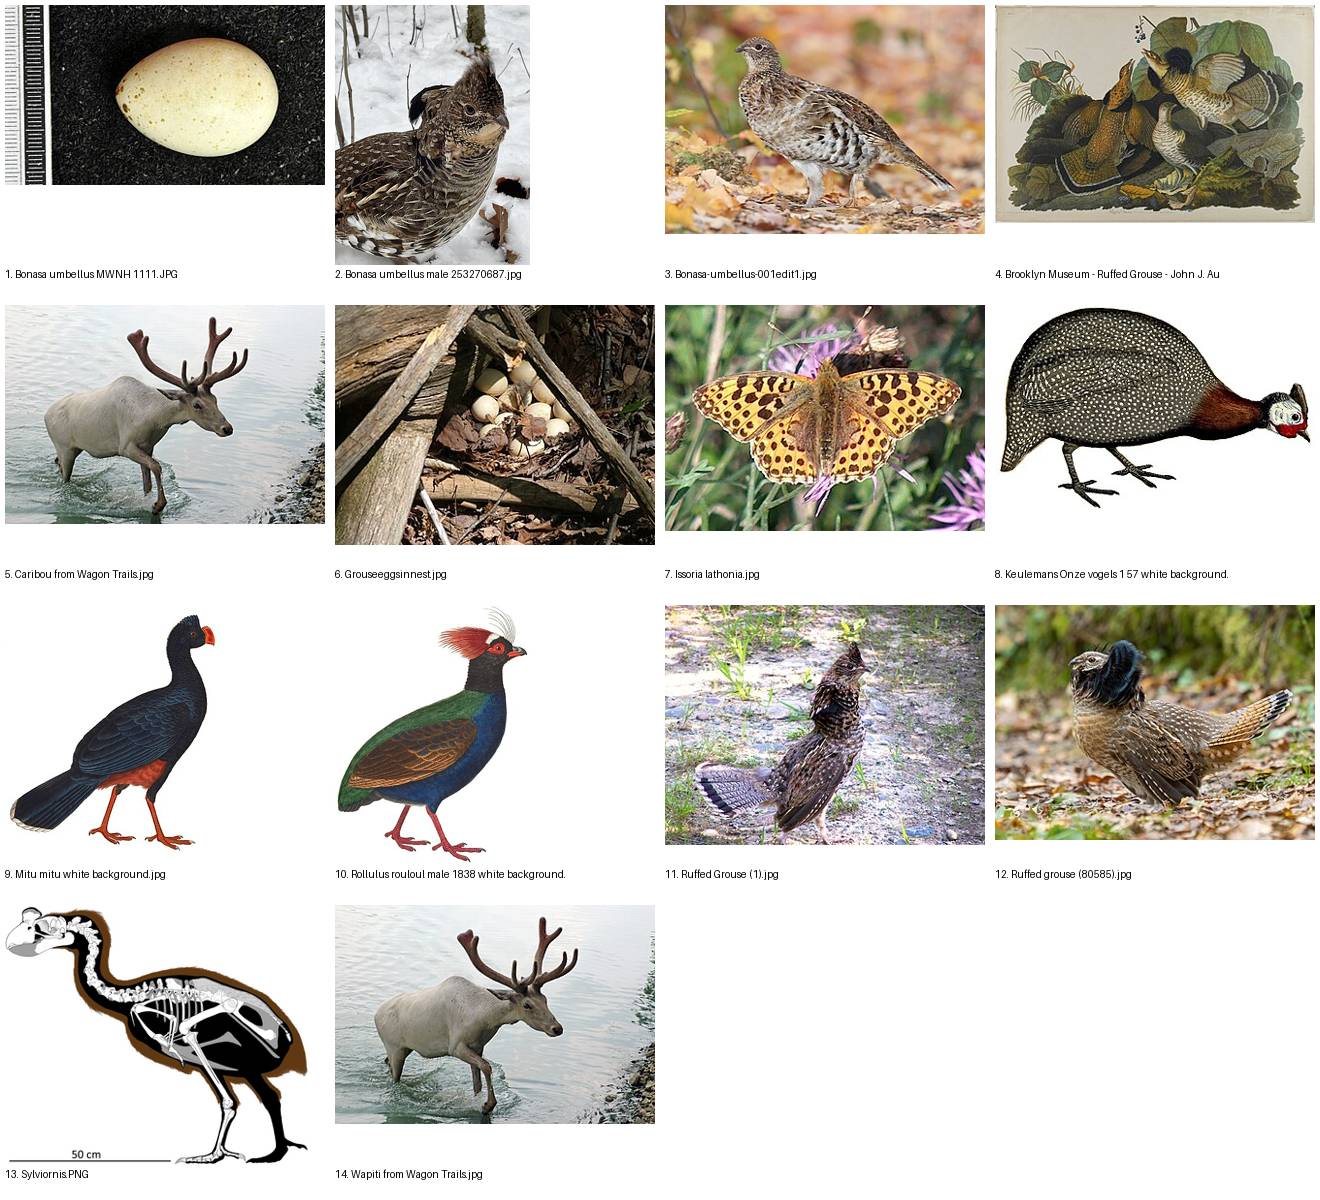 1. Bonasa umbellus MWNH 1111.JPG
2. Bonasa umbellus male 253270687.jpg
3. Bonasa-umbellus-001edit1.jpg
4. Brooklyn Museum - Ruffed Grouse - John J. Au
5. Caribou from Wagon Trails.jpg
6. Grouseeggsinnest.jpg
7. Issoria lathonia.jpg
8. Keulemans Onze vogels 1 57 white background.
9. Mitu mitu white background.jpg
10. Rollulus rouloul male 1838 white background.
11. Ruffed Grouse (1).jpg
12. Ruffed grouse (80585).jpg
50 cm
13. Sylviornis.PNG
14. Wapiti from Wagon Trails.jpg